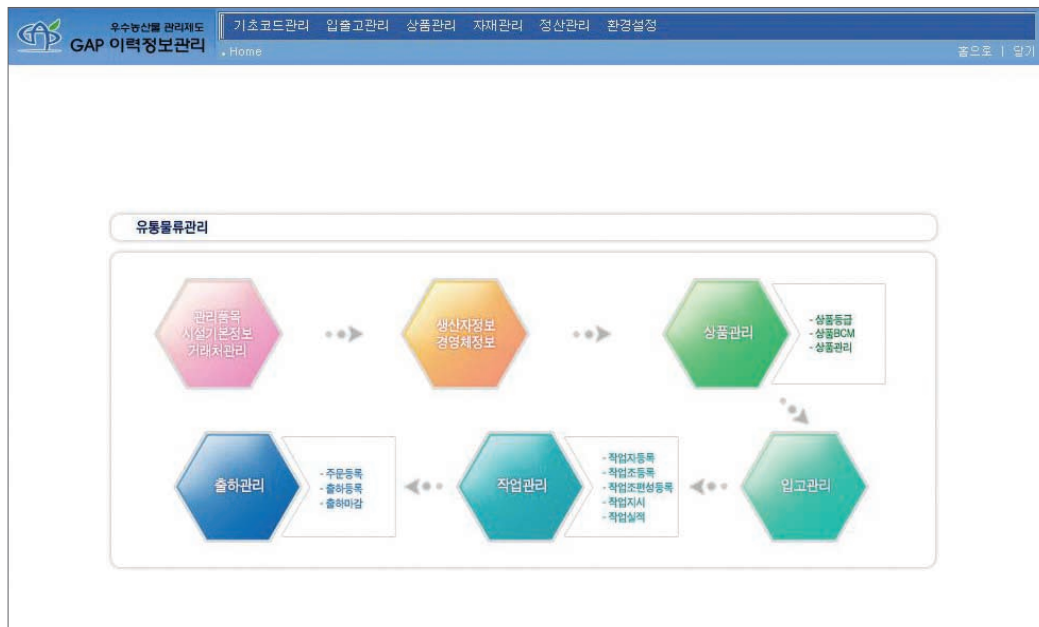 우수농산물 관리제도
GAP 이력정보관리
기초코드관리 입출고관리 상품관리 자재관리 정산관리 환경설정
Home
홈으로 | 닫기
유통물류관리
관리품목
시설기본정보
거래처관리
생산자정보
경영체정보
상품관리
- 상품등급
- 상품BCM
- 상품관리
출하관리
- 주문등록
- 출하등록
- 출하마감
작업관리
- 작업자등록
- 작업조등록
- 작업조편성등록
- 작업지시
- 작업실적
입고관리